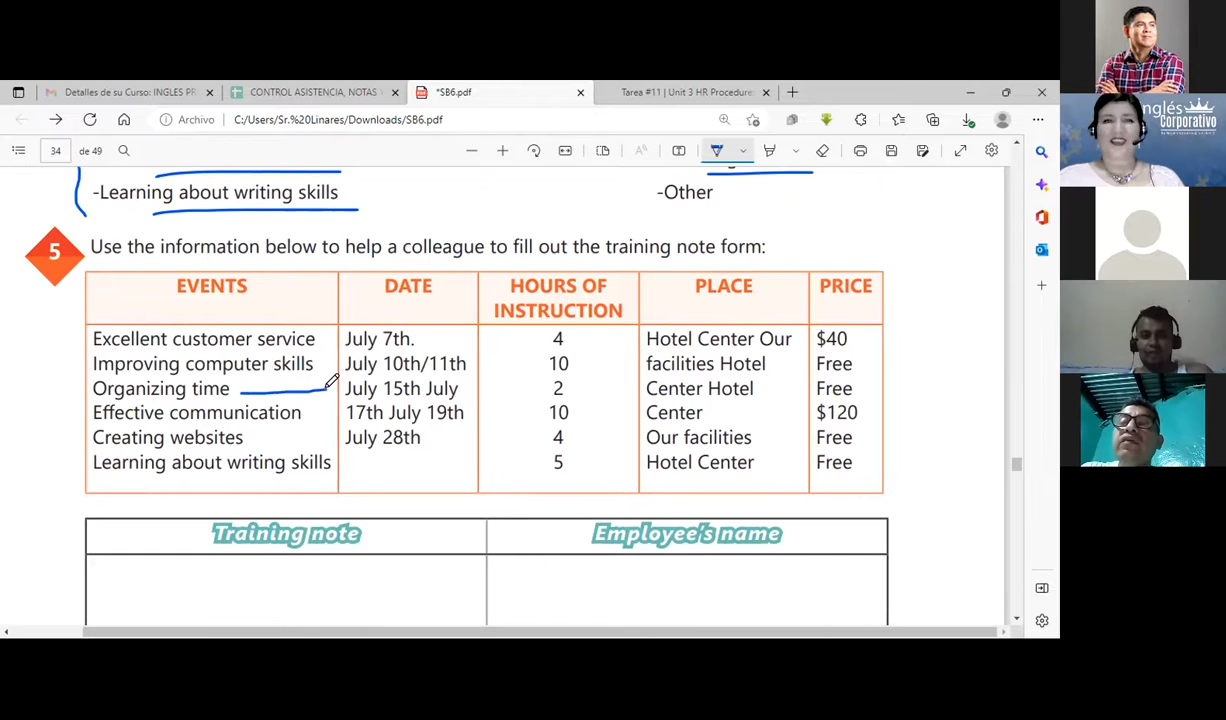 Detalles de su Curso: INGLES PR
CONTROL ASISTENCIA, NOTAS Y
*SB6.pdf
Tarea #11 | Unit 3 HR Procedure
Archivo
C:/Users/Sr.%20Linares/Downloads/SB6.pdf
34
de 49
-Learning about writing skills
-Other
5
Use the information below to help a colleague to fill out the training note form:
EVENTS
DATE
HOURS OF INSTRUCTION
PLACE
PRICE
Excellent customer service July 7th. 4 Hotel Center Our $40
Improving computer skills July 10th/11th 10 facilities Hotel Free
Organizing time July 15th July 2 Center Hotel Free
Effective communication 17th July 19th 10 Center $120
Creating websites July 28th 4 Our facilities Free
Learning about writing skills 5 Hotel Center Free
Training note
Employee's name
Inglés
Corporativo